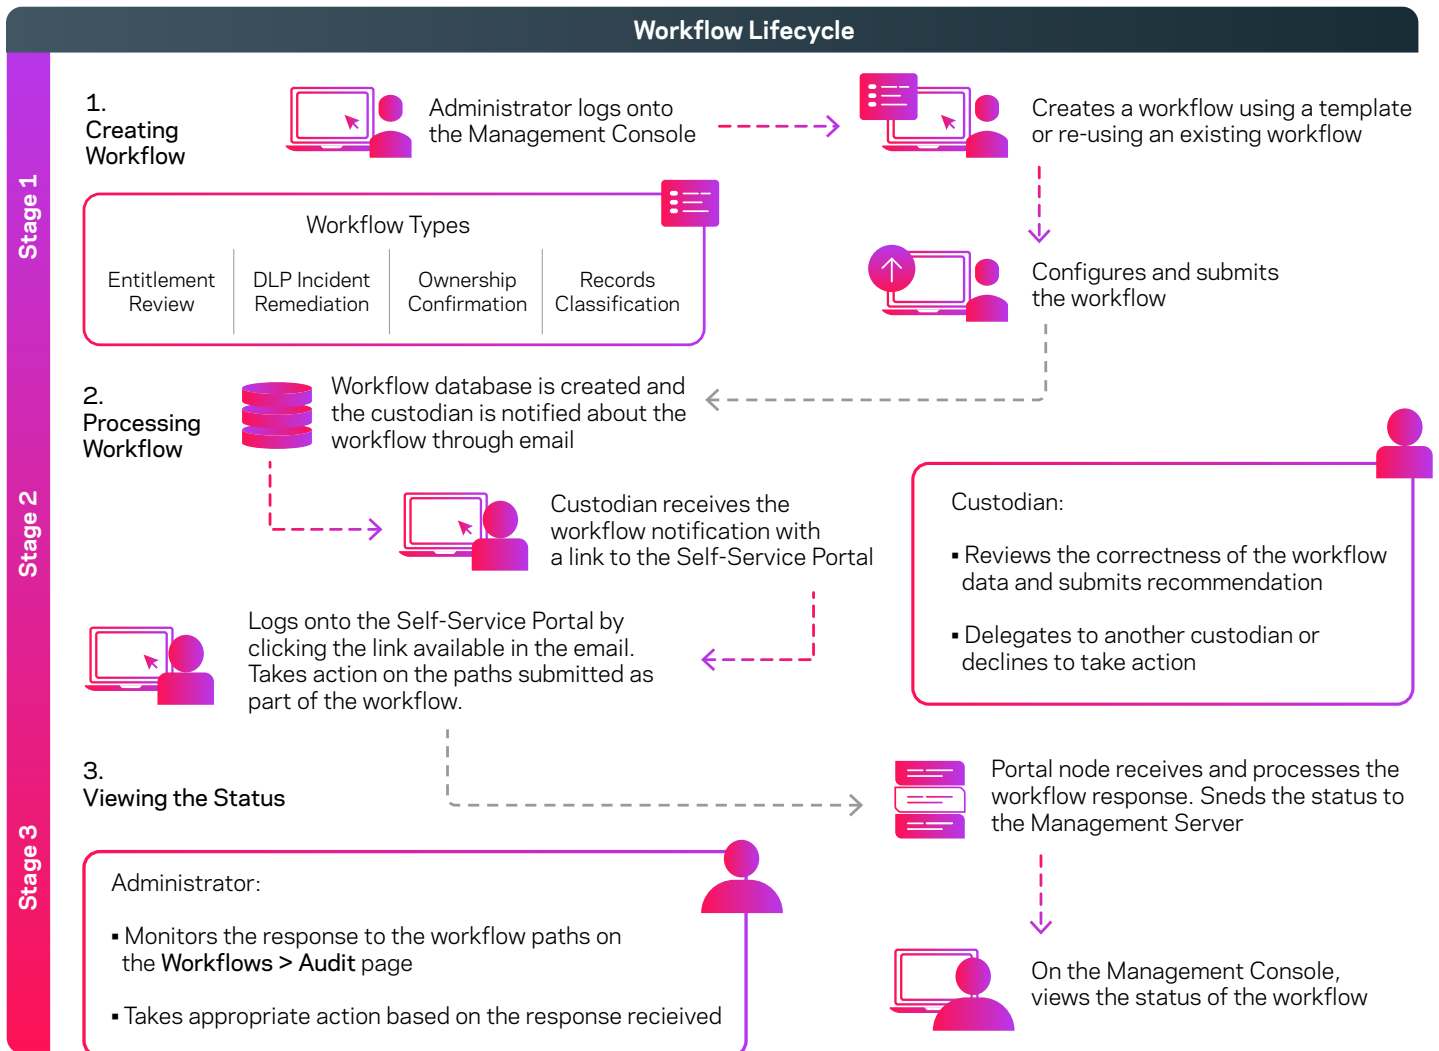 Workflow Lifecycle
Stage 1
1.
Creating
Workflow
Administrator logs onto
the Management Console
Creates a workflow using a template
or re-using an existing workflow
Workflow Types
Entitlement
Review
DLP Incident
Remediation
Ownership
Confirmation
Records
Classification
Configures and submits
the workflow
Stage 2
2.
Processing
Workflow
Workflow database is created and
the custodian is notified about the
workflow through email
Custodian receives the
workflow notification with
a link to the Self-Service Portal
Custodian:
▪ Reviews the correctness of the workflow
data and submits recommendation
▪ Delegates to another custodian or
declines to take action
Logs onto the Self-Service Portal by
clicking the link available in the email.
Takes action on the paths submitted as
part of the workflow.
Stage 3
3.
Viewing the Status
Portal node receives and processes the
workflow response. Sneds the status to
the Management Server
Administrator:
▪ Monitors the response to the workflow paths on
the Workflows > Audit page
▪ Takes appropriate action based on the response recieived
On the Management Console,
views the status of the workflow